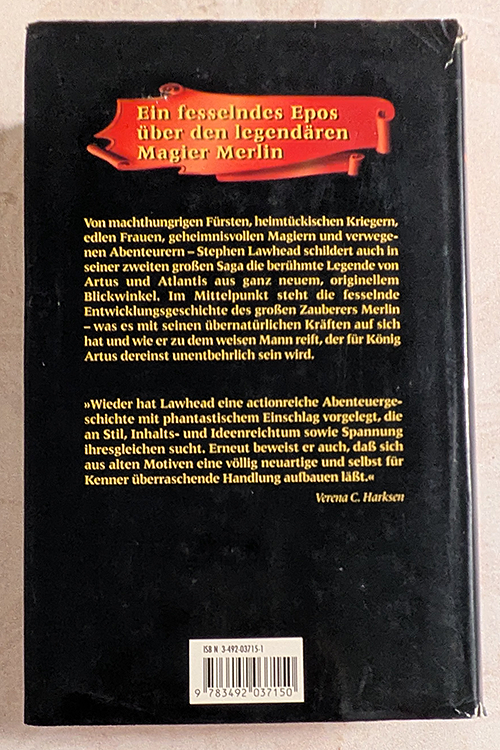 Ein fesselndes Epos
über den legendären
Magier Merlin
Von machthungrigen Fürsten, heimtückischen Kriegern,
edlen Frauen, geheimnisvollen Magiern und verwege-
nen Abenteurern – Stephen Lawhead schildert auch in
seiner zweiten großen Saga die berühmte Legende von
Artus und Atlantis aus ganz neuem, originellem
Blickwinkel. Im Mittelpunkt steht die fesselnde
Entwicklungsgeschichte des großen Zauberers Merlin
– was es mit seinen übernatürlichen Kräften auf sich
hat und wie er zu dem weisen Mann reift, der für König
Artus dereinst unentbehrlich sein wird.
»Wieder hat Lawhead eine actionreiche Abenteuerge-
schichte mit phantastischem Einschlag vorgelegt, die
an Stil, Inhalts- und Ideenreichtum sowie Spannung
ihresgleichen sucht. Erneut beweist er auch, daß sich
aus alten Motiven eine völlig neuartige und selbst für
Kenner überraschende Handlung aufbauen läßt.«
Verena C. Harksen
ISBN 3-492-03715-1
9 783492 037150